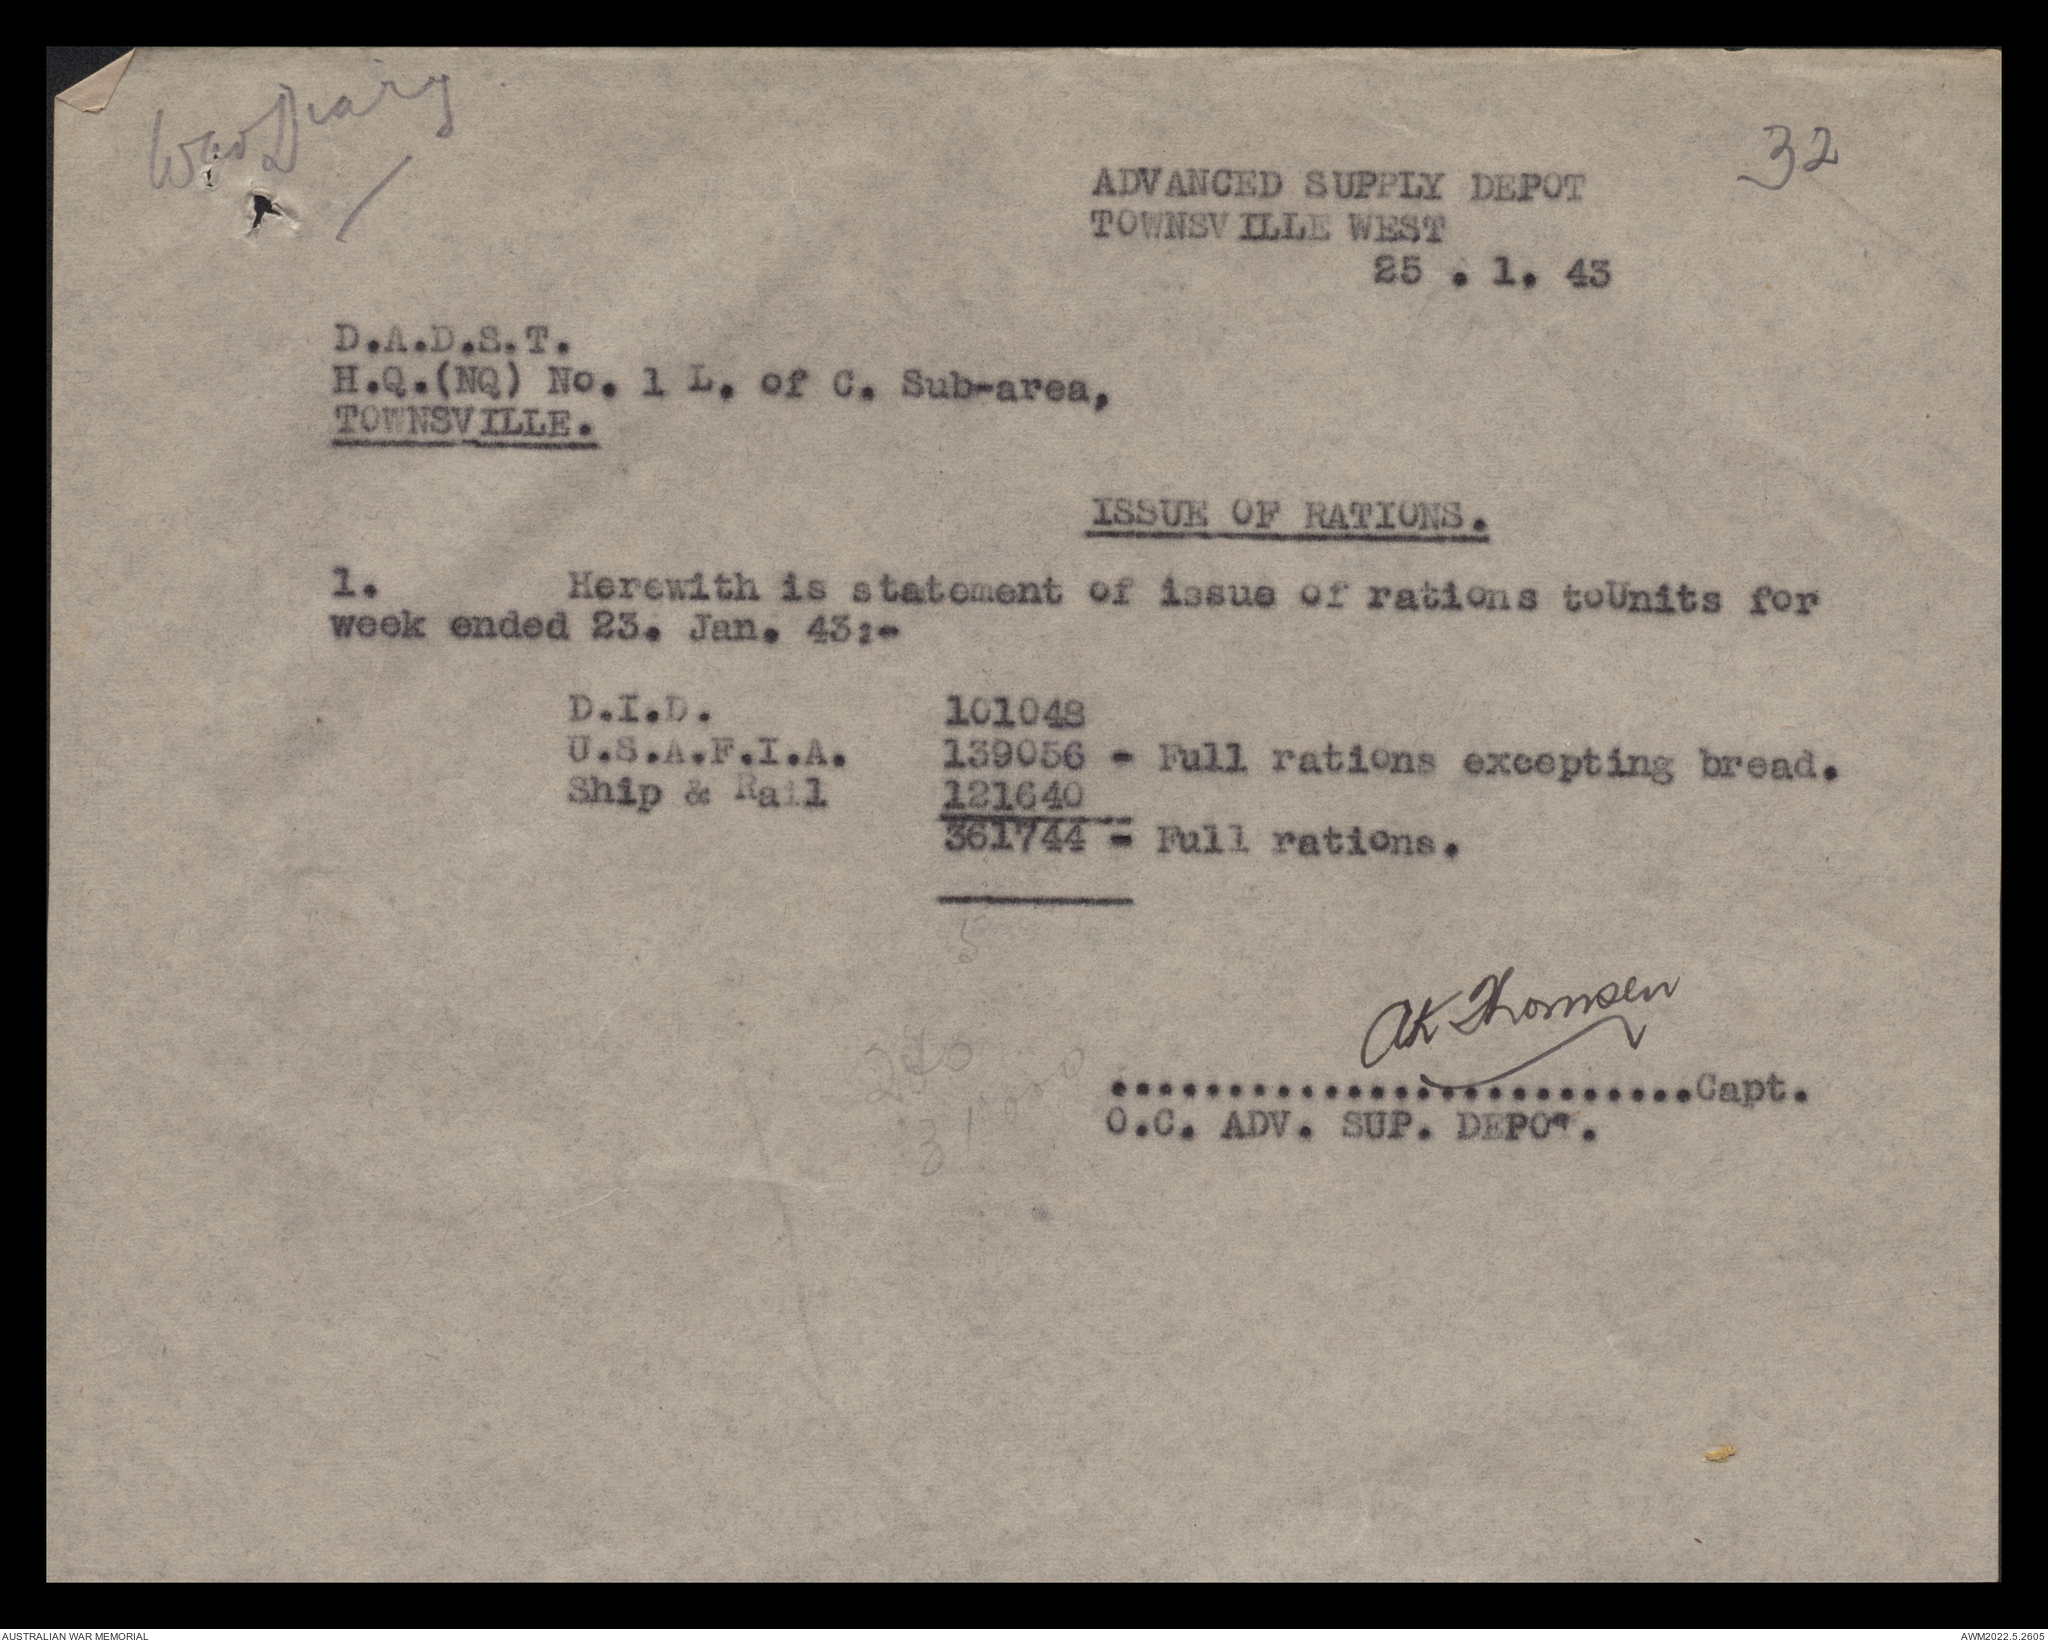 War Diary
32
ADVANCED SUPPLY DEPOT
TOWNSVILLE WEST
25 . 1. 43
D.A.D.S.T.
H.Q.(NQ) No. 1 L. of C. Sub-area,
TOWNSVILLE.
ISSUE OF RATIONS.
1. Herewith is statement of issue of rations toUnits for
week ended 23. Jan. 43:-
D.I.D. 101048
U.S.A.F.I.A. 139056 - Full rations excepting bread.
Ship & Rail 121640
361744 - Full rations.
5
AK Thomsen
.........................Capt.
O.C. ADV. SUP. DEPOT.
AUSTRALIAN WAR MEMORIAL
AWM2022.5.2605